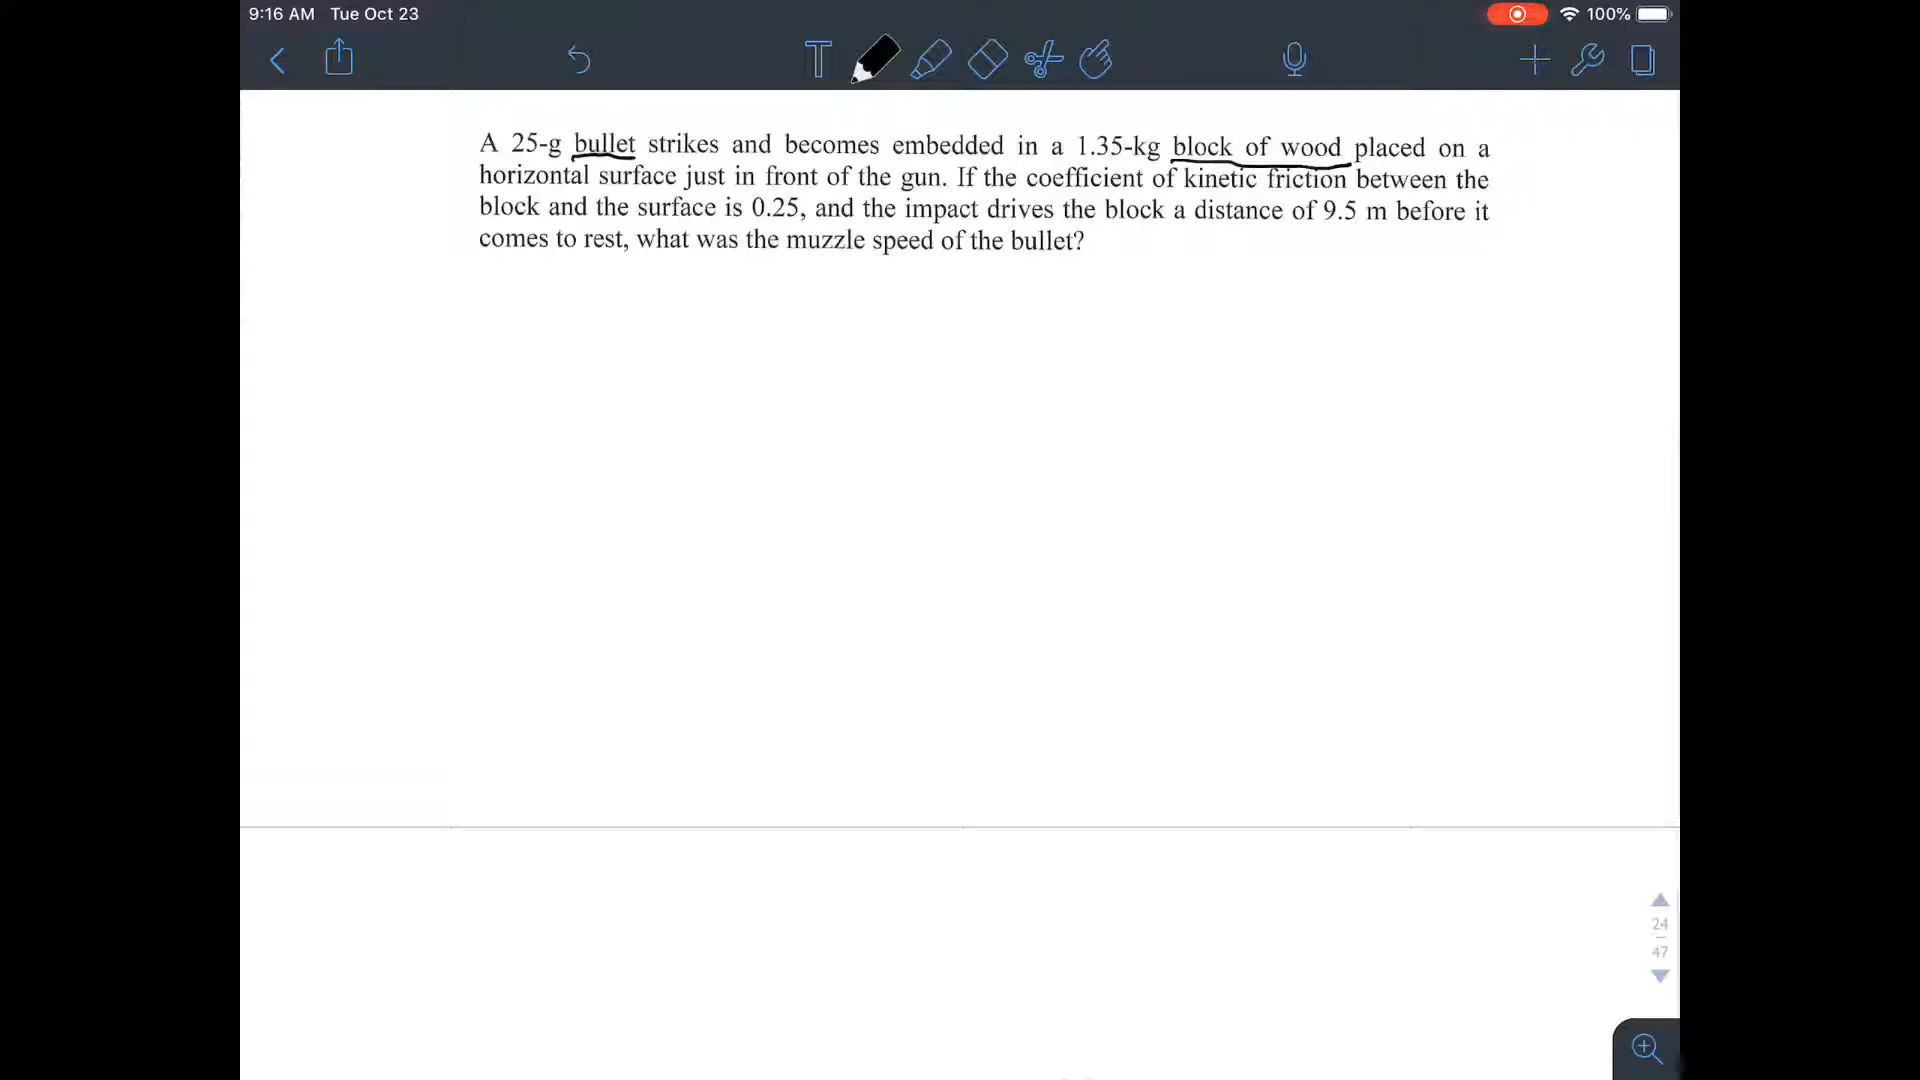 9:16 AM Tue Oct 23
100%
T
A 25-g bullet strikes and becomes embedded in a 1.35-kg block of wood placed on a
horizontal surface just in front of the gun. If the coefficient of kinetic friction between the
block and the surface is 0.25, and the impact drives the block a distance of 9.5 m before it
comes to rest, what was the muzzle speed of the bullet?
24
47